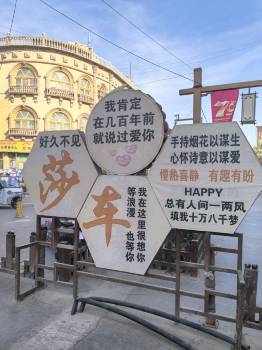 我肯定
在几百年前
就说过爱你
好久不见
莎
车
我在这里很想你
等浪漫 也等你
手持烟花以谋生
心怀诗意以谋爱
慢热喜静 有趣有盼
HAPPY
总有人间一两风
填我十万八千梦